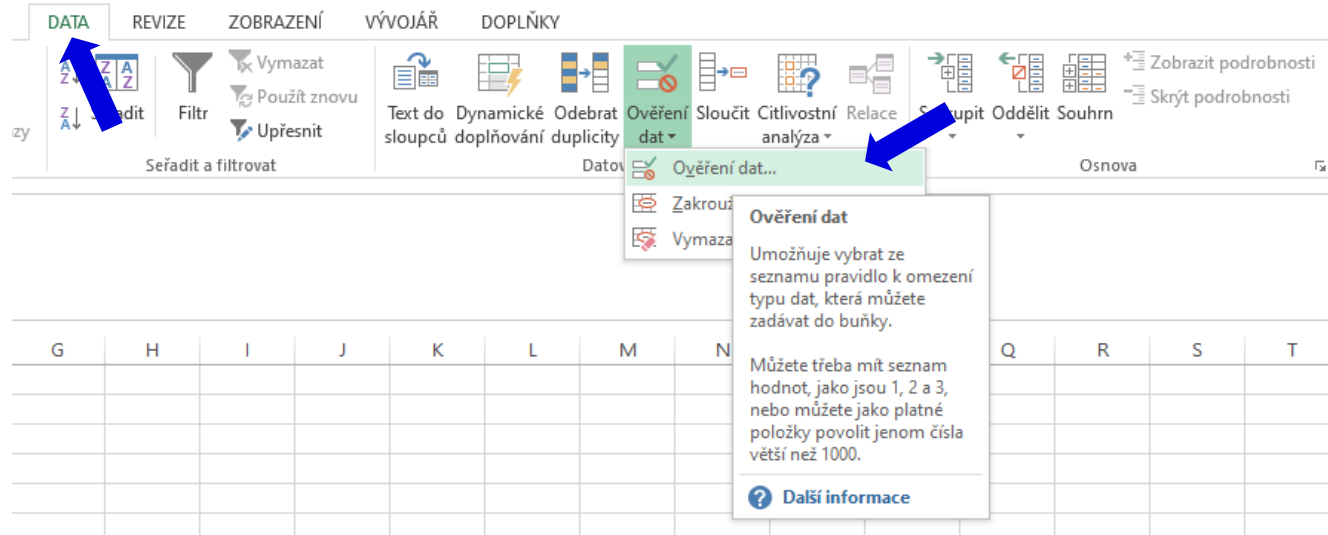 DATA REVIZE ZOBRAZENÍ VÝVOJÁŘ DOPLŇKY
Vymazat
Použít znovu
Upřesnit
Filtr
Text do sloupců
Dynamické doplňování
Odebrat duplicity
Ověření dat
Sloučit
Citlivostní analýza
Relace
Oddělit
Souhrn
Zobrazit podrobnosti
Skrýt podrobnosti
Seřadit a filtrovat
Osnova
Ověření dat...
Ověření dat
Umožňuje vybrat ze
seznamu pravidlo k omezení
typu dat, která můžete
zadávat do buňky.
Můžete třeba mít seznam
hodnot, jako jsou 1, 2 a 3,
nebo můžete jako platné
položky povolit jenom čísla
větší než 1000.
Další informace
G H I J K L M N Q R S T